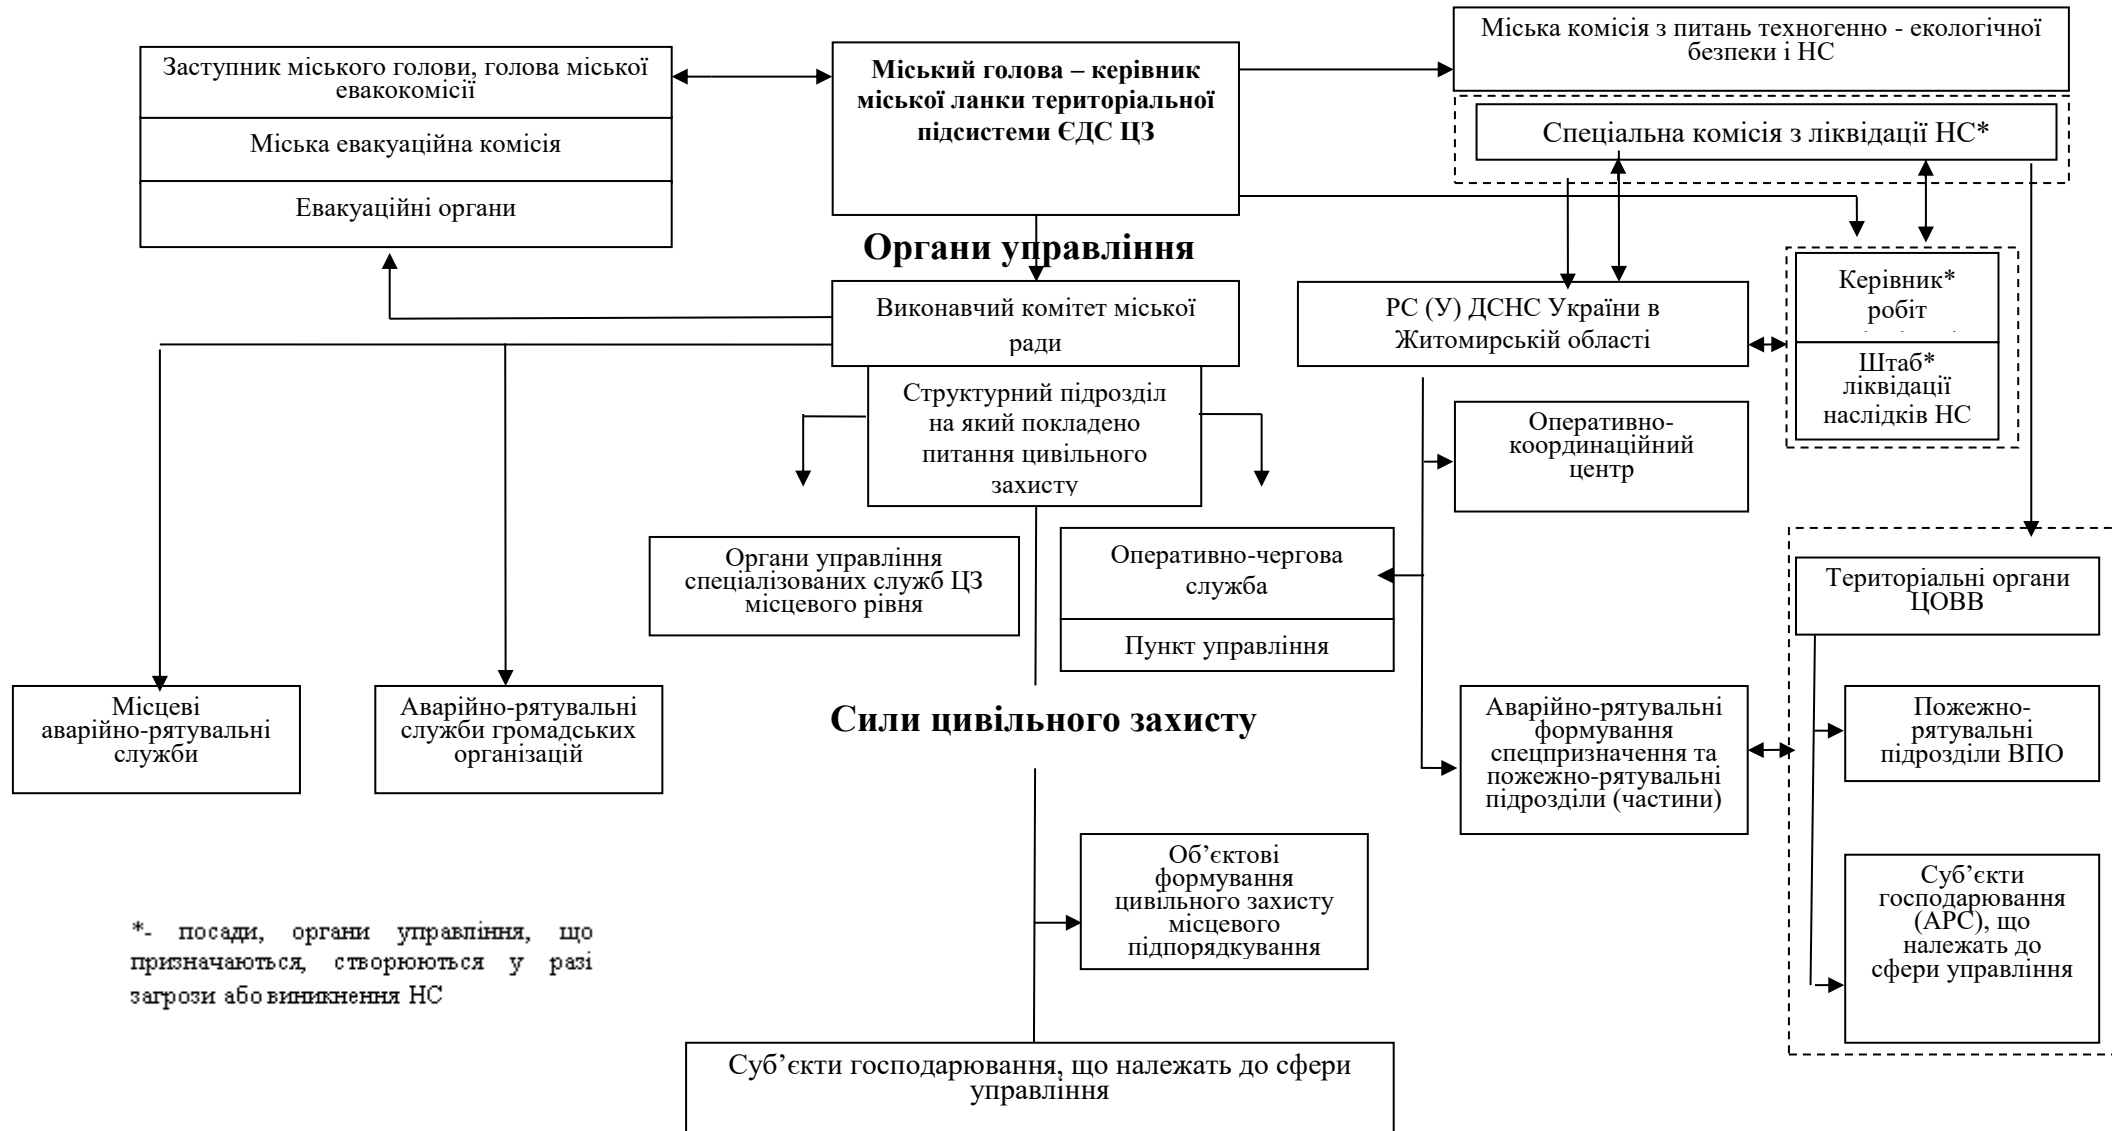 Міська комісія з питань техногенно - екологічної
безпеки і НС
Заступник міського голови, голова міської
евакокомісії
Міський голова – керівник
міської ланки територіальної
підсистеми ЄДС ЦЗ
Спеціальна комісія з ліквідації НС*
Міська евакуаційна комісія
Евакуаційні органи
Органи управління
Виконавчий комітет міської
ради
РС (У) ДСНС України в
Житомирській області
Керівник*
робіт
Штаб*
ліквідації
наслідків НС
Структурний підрозділ
на який покладено
питання цивільного
захисту
Оперативно-
координаційний
центр
Органи управління
спеціалізованих служб ЦЗ
місцевого рівня
Оперативно-чергова
служба
Пункт управління
Територіальні органи
ЦОВВ
Місцеві
аварійно-рятувальні
служби
Аварійно-рятувальні
служби громадських
організацій
Сили цивільного захисту
Аварійно-рятувальні
формування
спецпризначення та
пожежно-рятувальні
підрозділи (частини)
Пожежно-
рятувальні
підрозділи ВПО
Об’єктові
формування
цивільного захисту
місцевого
підпорядкування
Суб’єкти
господарювання
(АРС), що
належать до
сфери управління
*- посади, органи управління, що
призначаються, створюються у разі
загрози або виникнення НС
Суб’єкти господарювання, що належать до сфери
управління